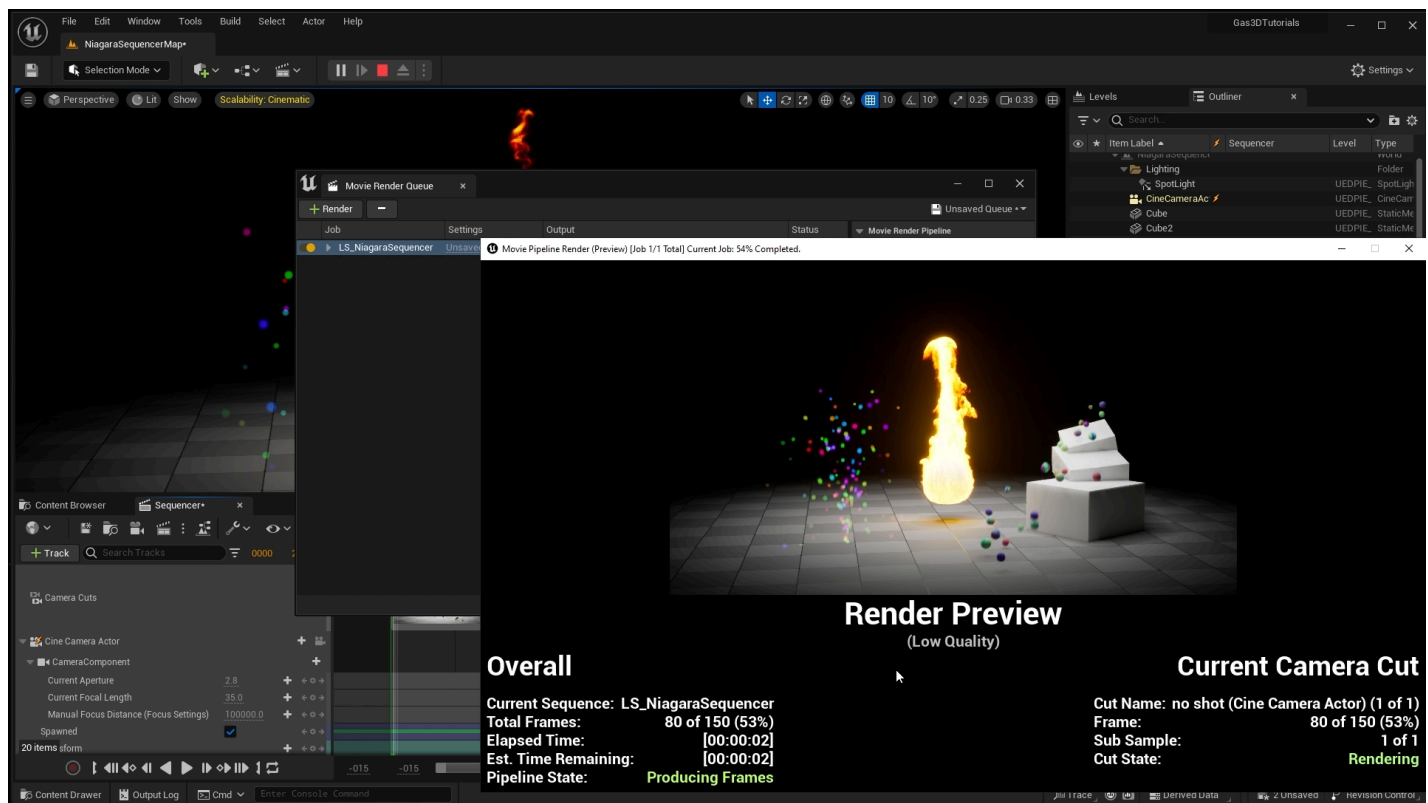 File Edit Window Tools Build Select Actor Help
Gas3DTutorials
NiagaraSequencerMap•
Selection Mode
Settings
Perspective Lit Show Scalability: Cinematic
10 10° 0.25 0.33
Levels Outliner
Search...
Item Label Sequencer Level Type
Lighting Folder
SpotLight UEDPIE_ SpotLigh
CineCameraAc UEDPIE_ CineCam
Cube UEDPIE_ StaticMe
Cube2 UEDPIE_ StaticMe
Movie Render Queue
Render
Unsaved Queue •
Job Settings Output Status
Movie Render Pipeline
LS_NiagaraSequencer Unsaved
Movie Pipeline Render (Preview) [Job 1/1 Total] Current Job: 54% Completed.
Render Preview
(Low Quality)
Overall
Current Sequence: LS_NiagaraSequencer
Total Frames: 80 of 150 (53%)
Elapsed Time: [00:00:02]
Est. Time Remaining: [00:00:02]
Pipeline State: Producing Frames
Current Camera Cut
Cut Name: no shot (Cine Camera Actor) (1 of 1)
Frame: 80 of 150 (53%)
Sub Sample: 1 of 1
Cut State: Rendering
Content Browser Sequencer•
Track Search Tracks 0000
Camera Cuts
Cine Camera Actor
CameraComponent
Current Aperture 2.8
Current Focal Length 35.0
Manual Focus Distance (Focus Settings) 100000.0
Spawned
20 items sform
-015 -015
Content Drawer Output Log Cmd Enter Console Command
Trace Derived Data 2 Unsaved Revision Control